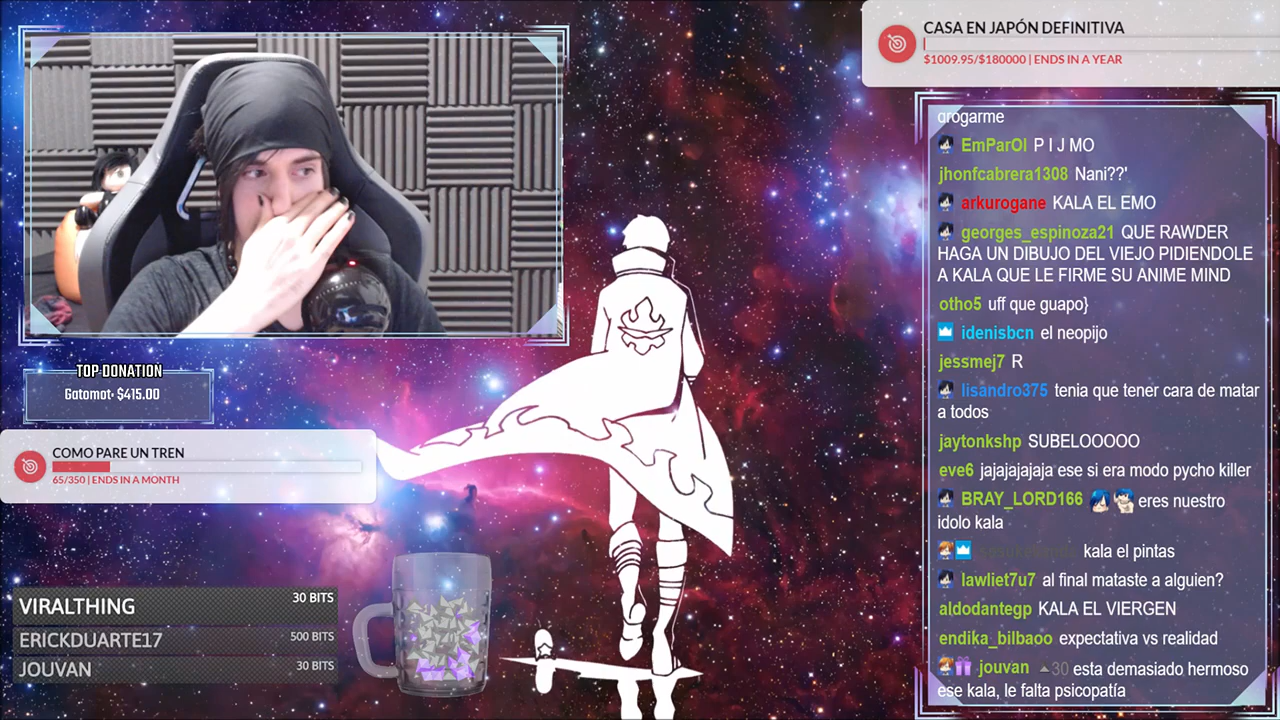 CASA EN JAPÓN DEFINITIVA
$1009.95/$180000 | ENDS IN A YEAR
grogarme
EmParOl P I J MO
jhonfcabrera1308 Nani??'
arkurogane KALA EL EMO
georges_espinoza21 QUE RAWDER
HAGA UN DIBUJO DEL VIEJO PIDIENDOLE
A KALA QUE LE FIRME SU ANIME MIND
otho5 uff que guapo}
idenisbcn el neopijo
jessmej7 R
lisandro375 tenia que tener cara de matar
a todos
jaytonkshp SUBELOOOOO
eve6 jajajajajaja ese si era modo pycho killer
BRAY_LORD166 eres nuestro
idolo kala
kala el pintas
lawliet7u7 al final mataste a alguien?
aldodantegp KALA EL VIERGEN
endika_bilbaoo expectativa vs realidad
jouvan 30 esta demasiado hermoso
ese kala, le falta psicopatía
TOP DONATION
Gatomot: $415.00
COMO PARE UN TREN
65/350 | ENDS IN A MONTH
VIRALTHING 30 BITS
ERICKDUARTE17 500 BITS
JOUVAN 30 BITS